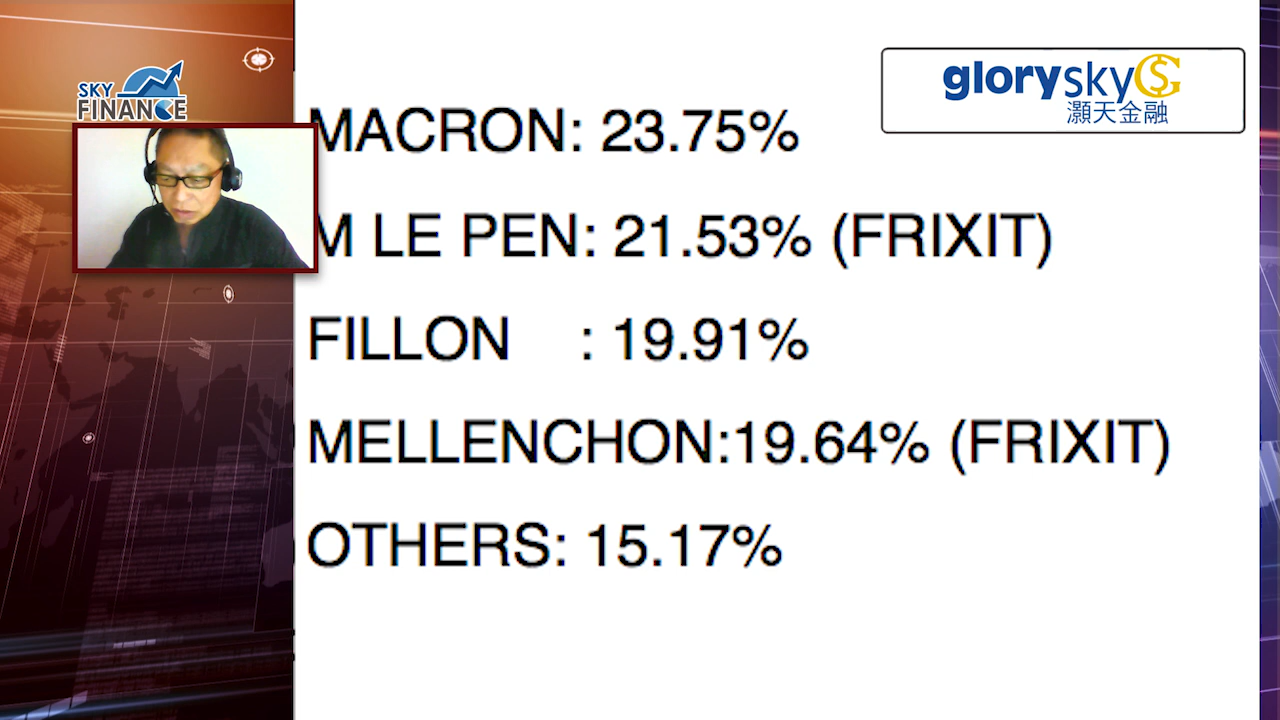 SKY
FINANCE
glorysky
灝天金融
MACRON: 23.75%
M LE PEN: 21.53% (FRIXIT)
FILLON : 19.91%
MELLENCHON:19.64% (FRIXIT)
OTHERS: 15.17%